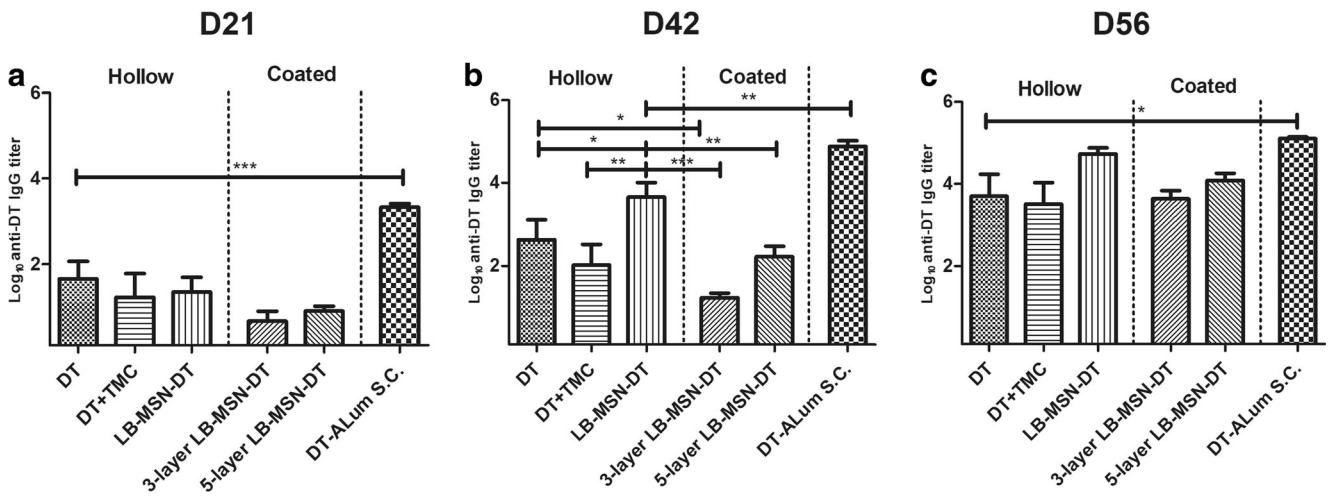 D21
D42
D56
a
Hollow
Coated
6
4
2
Log10 anti-DT IgG titer
***
DT
DT+TMC
LB-MSN-DT
3-layer LB-MSN-DT
5-layer LB-MSN-DT
DT-ALum S.C.
b
Hollow
Coated
6
4
2
Log10 anti-DT IgG titer
**
*
*
**
**
***
DT
DT+TMC
LB-MSN-DT
3-layer LB-MSN-DT
5-layer LB-MSN-DT
DT-ALum S.C.
c
Hollow
Coated
6
4
2
Log10 anti-DT IgG titer
*
DT
DT+TMC
LB-MSN-DT
3-layer LB-MSN-DT
5-layer LB-MSN-DT
DT-ALum S.C.